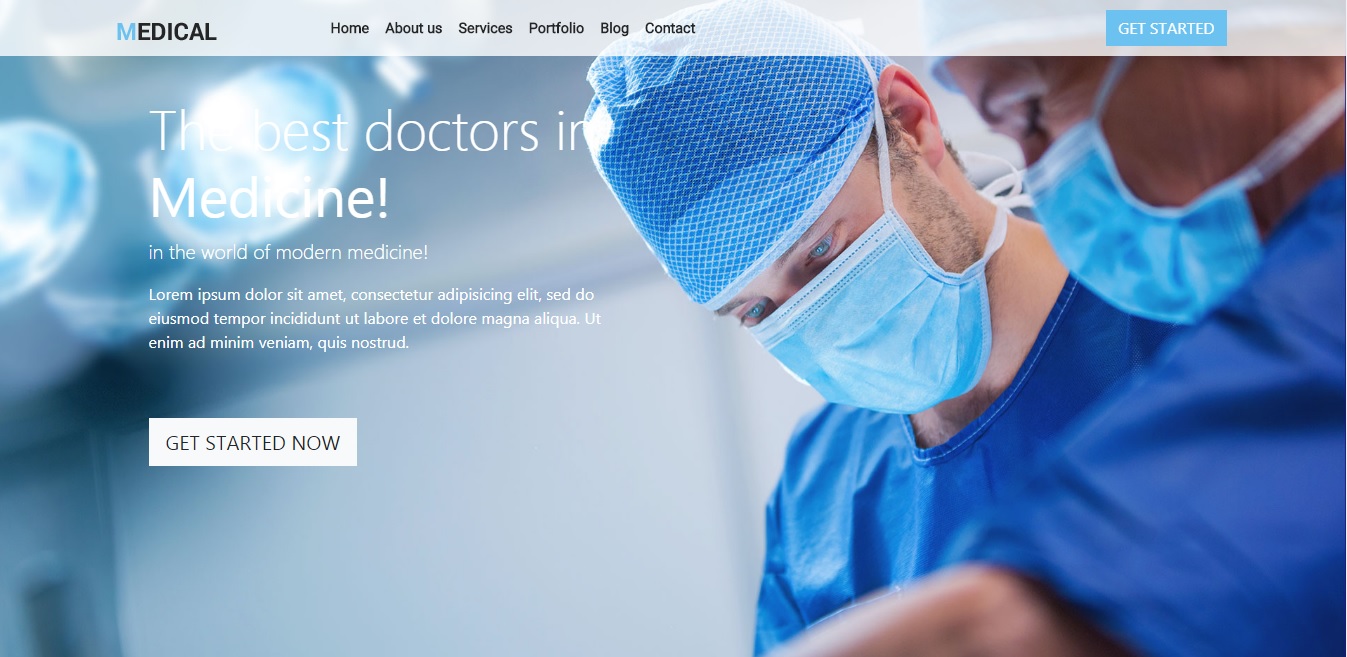 MEDICAL
Home About us Services Portfolio Blog Contact
GET STARTED
The best doctors in
Medicine!
in the world of modern medicine!
Lorem ipsum dolor sit amet, consectetur adipisicing elit, sed do
eiusmod tempor incididunt ut labore et dolore magna aliqua. Ut
enim ad minim veniam, quis nostrud.
GET STARTED NOW